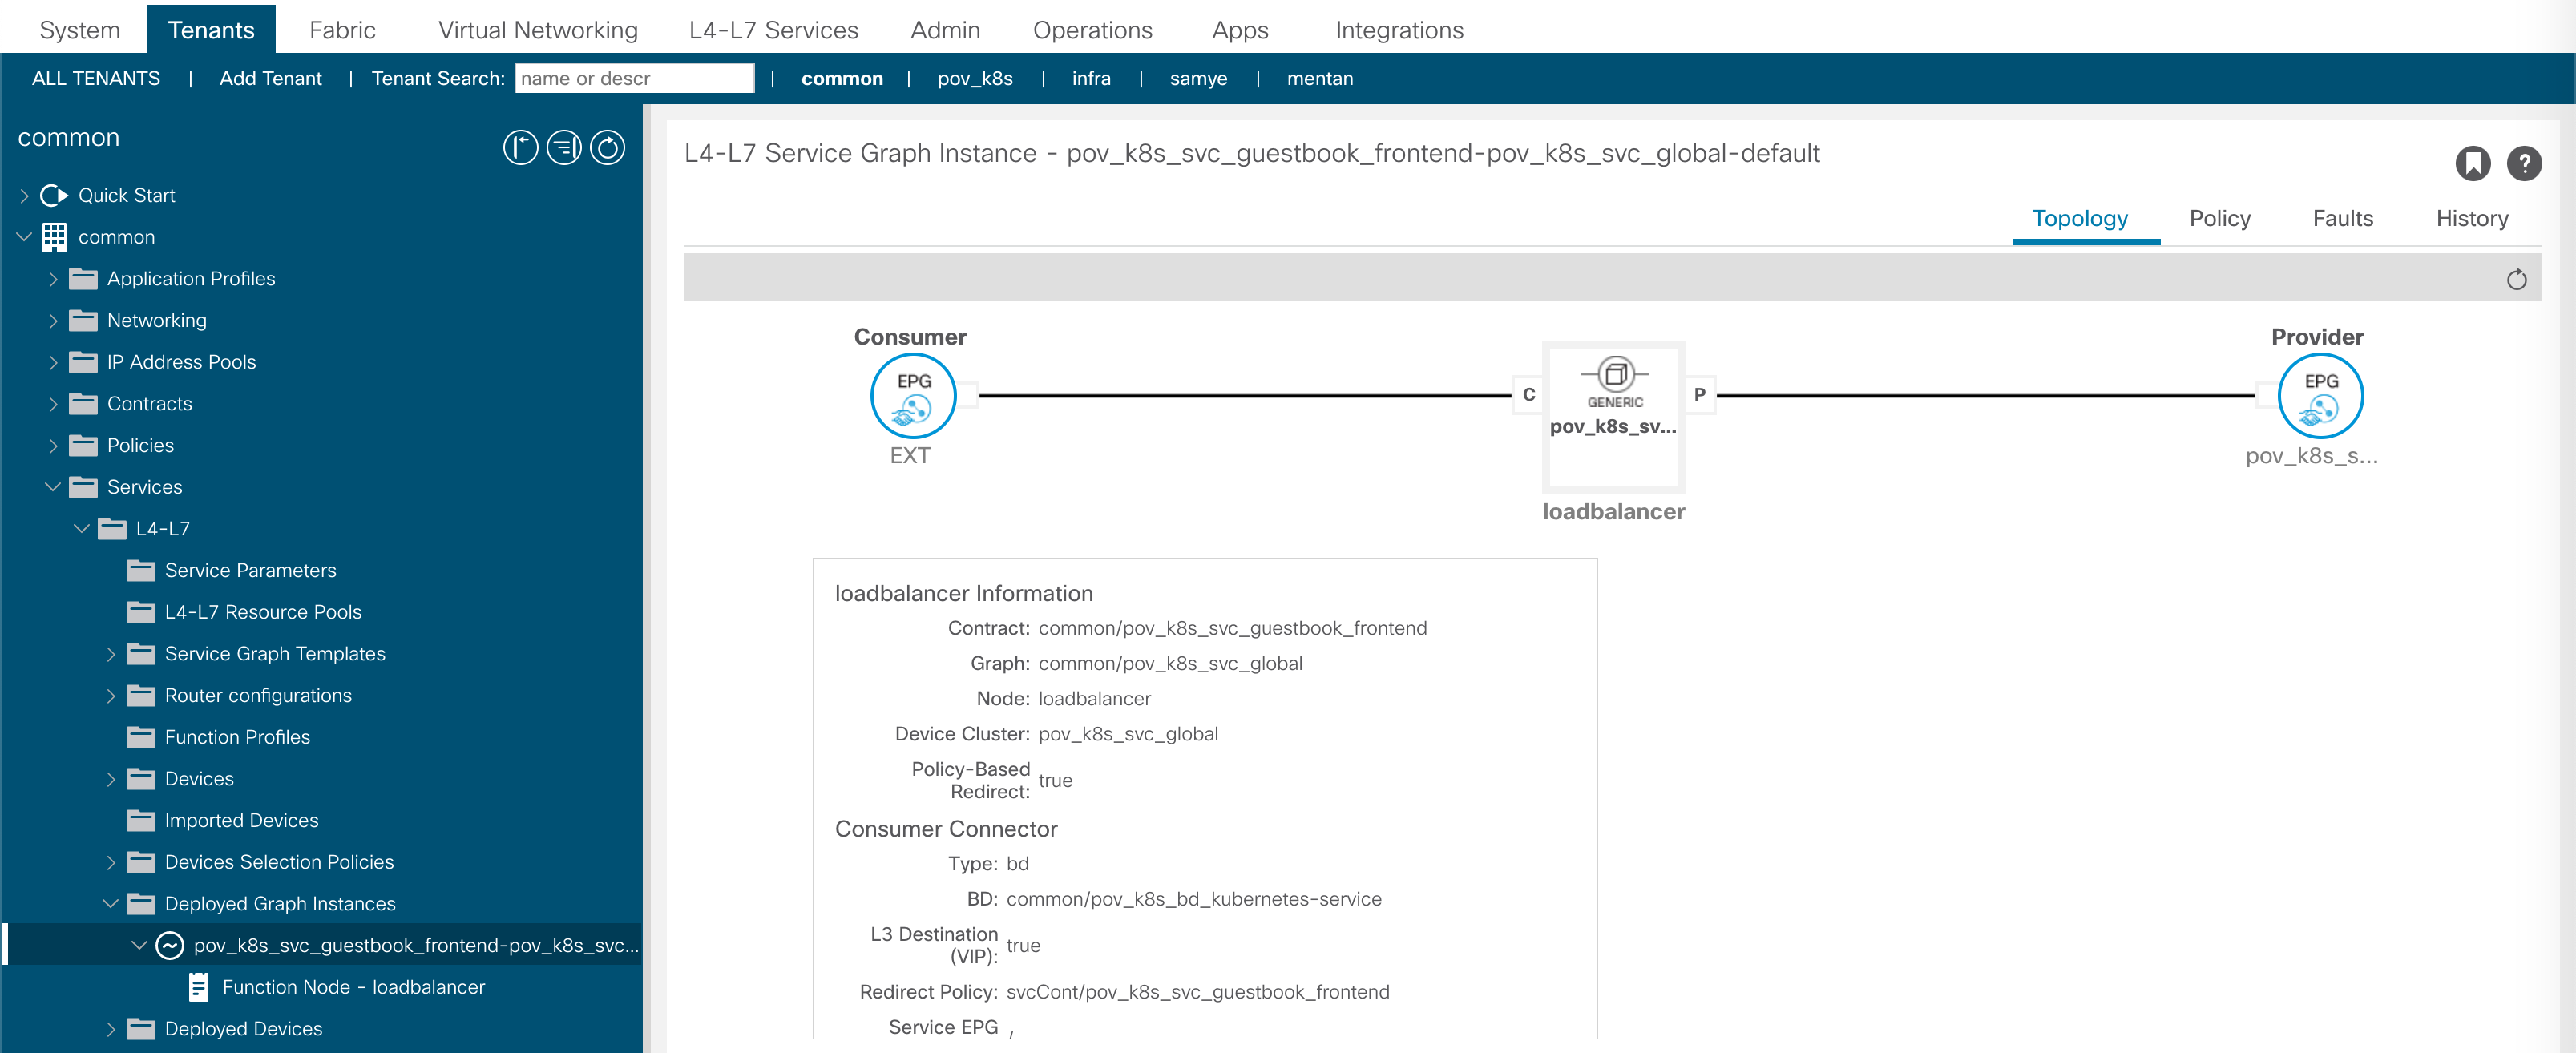 System Tenants Fabric Virtual Networking L4-L7 Services Admin Operations Apps Integrations
ALL TENANTS | Add Tenant | Tenant Search: name or descr | common | pov_k8s | infra | samye | mentan
common
Quick Start
common
Application Profiles
Networking
IP Address Pools
Contracts
Policies
Services
L4-L7
Service Parameters
L4-L7 Resource Pools
Service Graph Templates
Router configurations
Function Profiles
Devices
Imported Devices
Devices Selection Policies
Deployed Graph Instances
pov_k8s_svc_guestbook_frontend-pov_k8s_svc...
Function Node - loadbalancer
Deployed Devices
L4-L7 Service Graph Instance - pov_k8s_svc_guestbook_frontend-pov_k8s_svc_global-default
?
Topology Policy Faults History
Consumer
EPG
EXT
C
GENERIC
pov_k8s_sv...
P
loadbalancer
Provider
EPG
pov_k8s_s...
loadbalancer Information
Contract: common/pov_k8s_svc_guestbook_frontend
Graph: common/pov_k8s_svc_global
Node: loadbalancer
Device Cluster: pov_k8s_svc_global
Policy-Based
Redirect: true
Consumer Connector
Type: bd
BD: common/pov_k8s_bd_kubernetes-service
L3 Destination
(VIP): true
Redirect Policy: svcCont/pov_k8s_svc_guestbook_frontend
Service EPG /